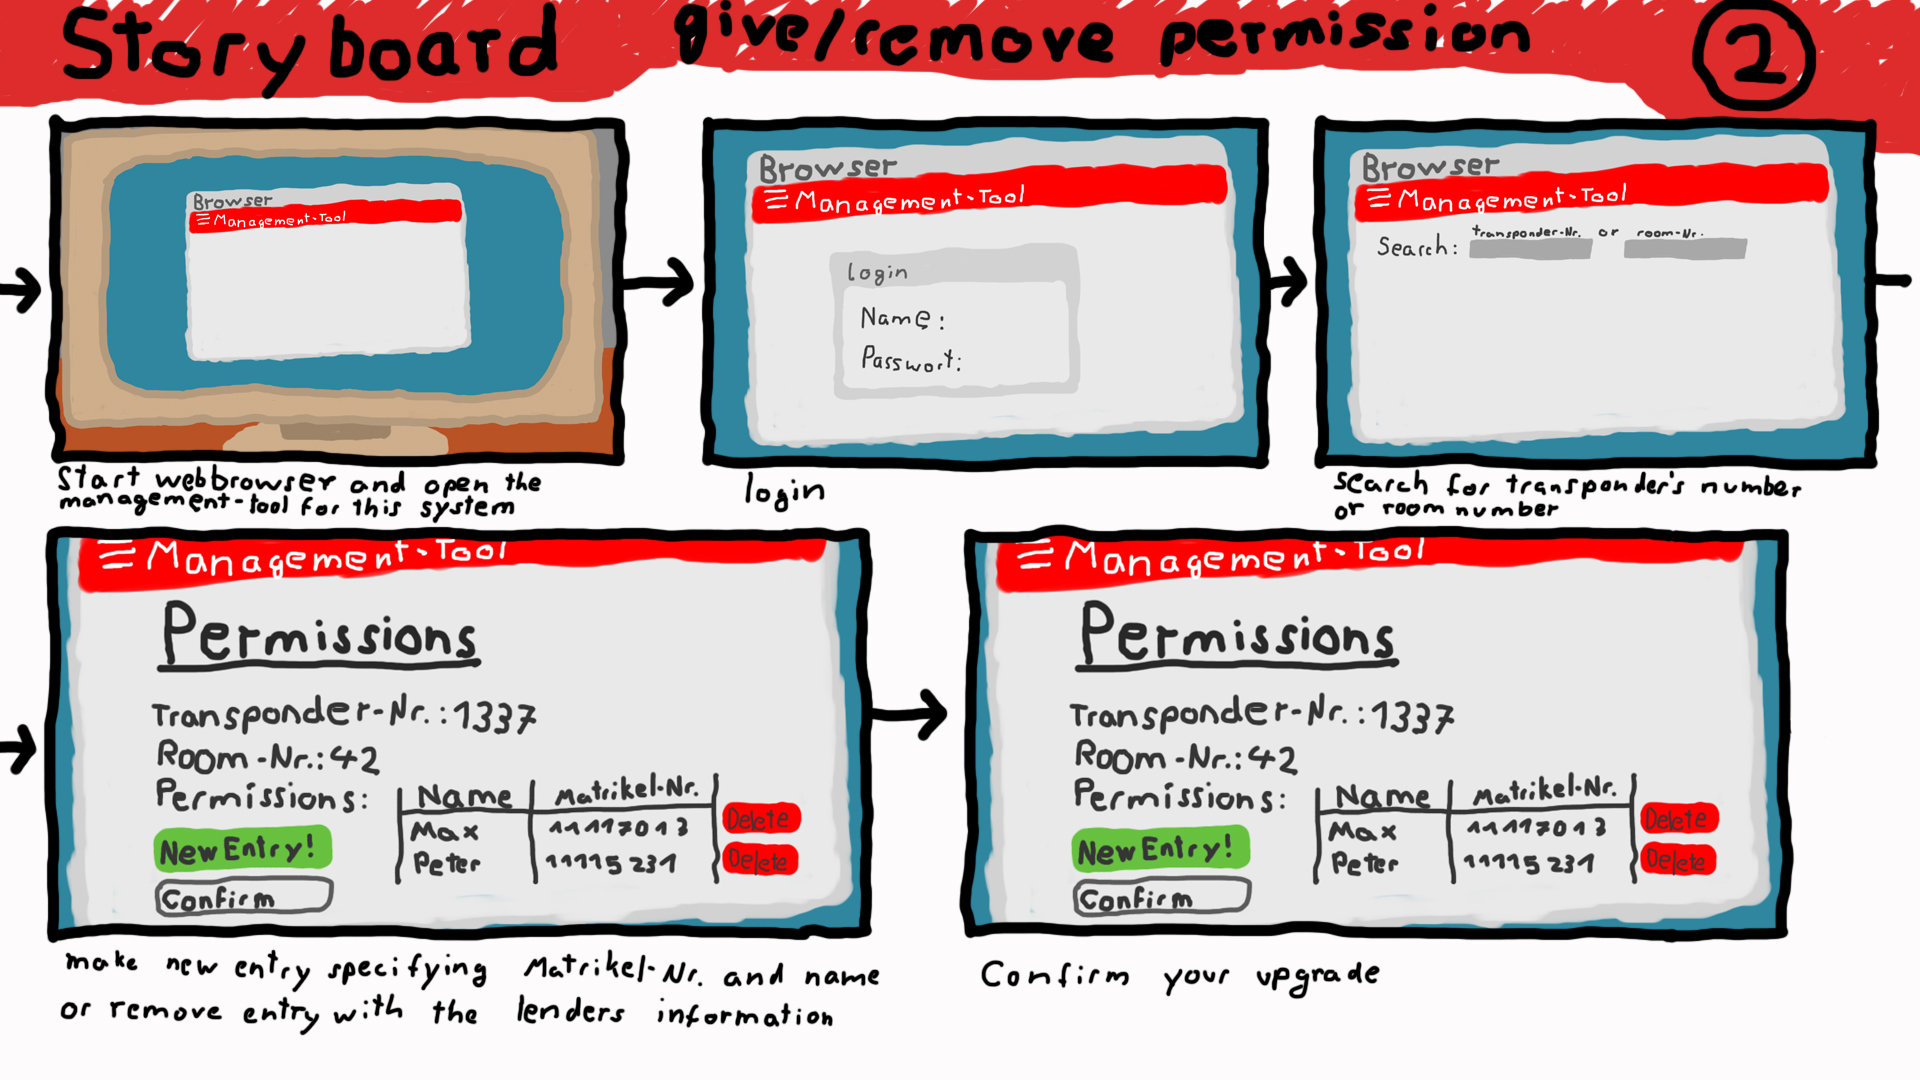 Storyboard give/remove permission 2
Browser
Management-Tool
Start webbrowser and open the
management-tool for this system
Browser
Management-Tool
login
Name:
Passwort:
login
Browser
Management-Tool
Search: transponder-Nr. or room-Nr.
search for transponder's number
or room number
Management-Tool
Permissions
Transponder-Nr.:1337
Room-Nr.:42
Permissions:
Name Matrikel-Nr.
Max 11117013 Delete
Peter 11115231 Delete
New Entry!
Confirm
make new entry specifying Matrikel-Nr. and name
or remove entry with the lenders information
Management-Tool
Permissions
Transponder-Nr.:1337
Room-Nr.:42
Permissions:
Name Matrikel-Nr.
Max 11117013 Delete
Peter 11115231 Delete
New Entry!
Confirm
Confirm your upgrade